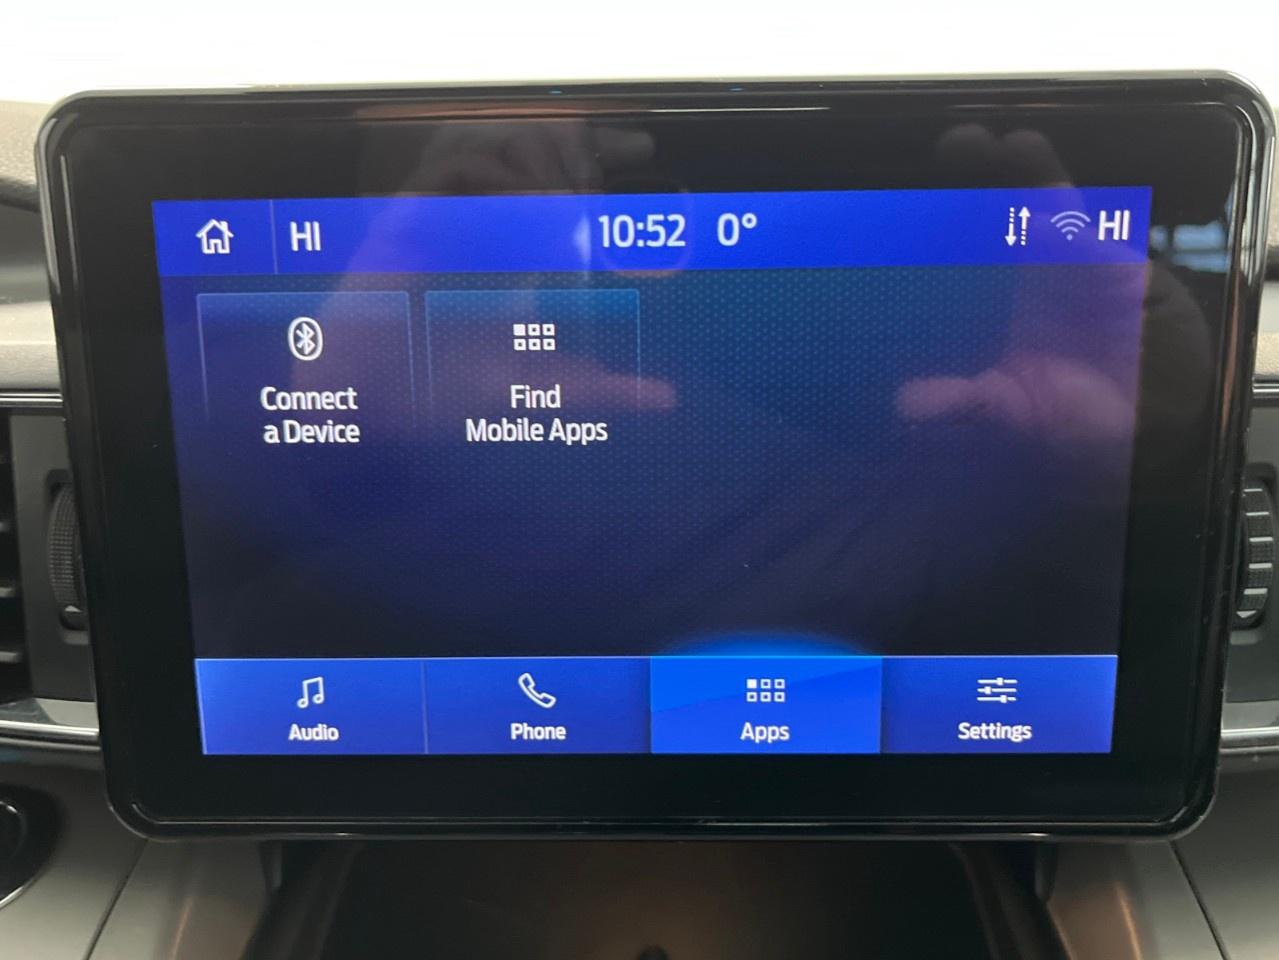 HI 10:52 0° HI
Connect
a Device
Find
Mobile Apps
Audio Phone Apps Settings